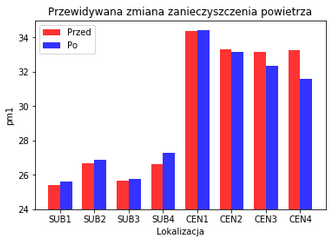 Przewidywana zmiana zanieczyszczenia powietrza
Przed
Po
34
32
30
28
26
24
pm1
SUB1 SUB2 SUB3 SUB4 CEN1 CEN2 CEN3 CEN4
Lokalizacja